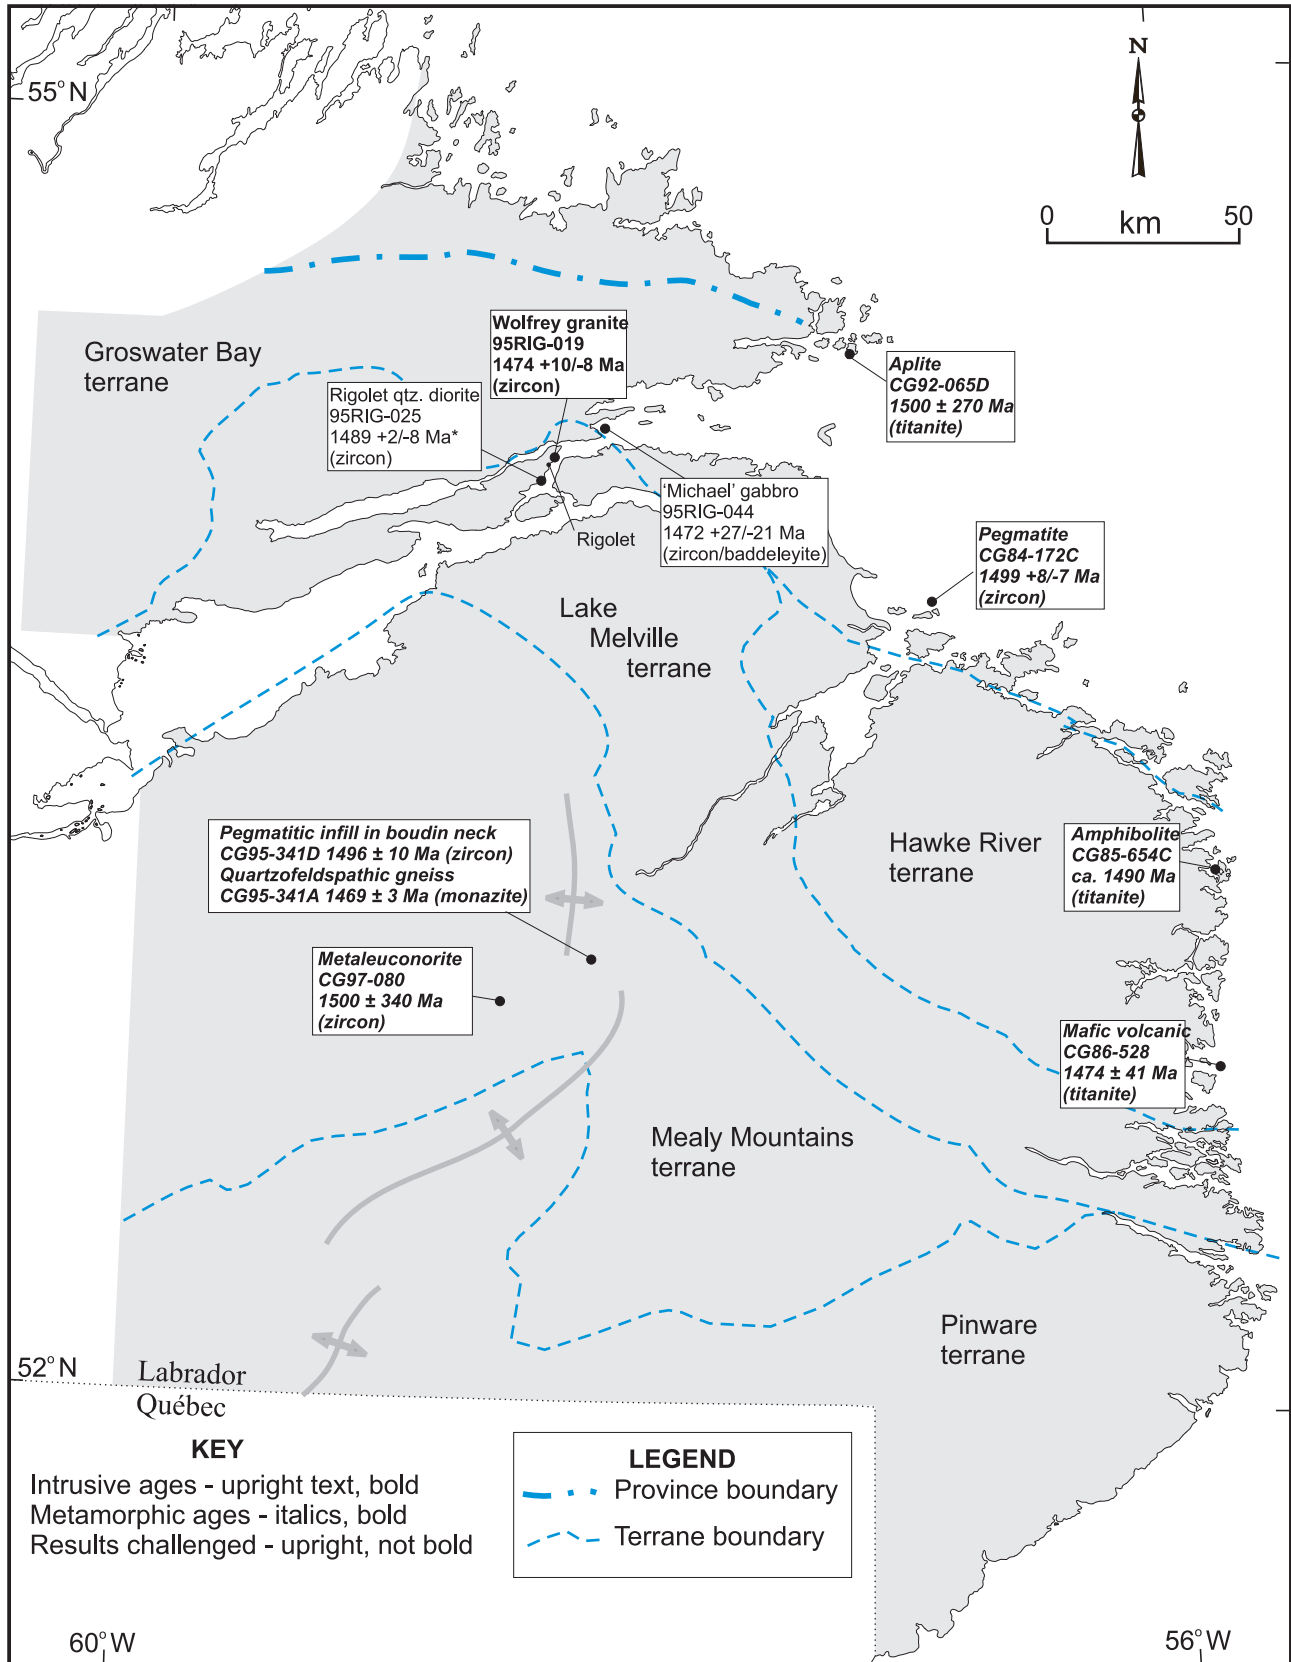 55°N
N
0 km 50
Groswater Bay
terrane
Wolfrey granite
95RIG-019
1474 +10/-8 Ma
(zircon)
Aplite
CG92-065D
1500 ± 270 Ma
(titanite)
Rigolet qtz. diorite
95RIG-025
1489 +2/-8 Ma*
(zircon)
'Michael' gabbro
95RIG-044
1472 +27/-21 Ma
(zircon/baddeleyite)
Rigolet
Pegmatite
CG84-172C
1499 +8/-7 Ma
(zircon)
Lake
Melville
terrane
Pegmatitic infill in boudin neck
CG95-341D 1496 ± 10 Ma (zircon)
Quartzofeldspathic gneiss
CG95-341A 1469 ± 3 Ma (monazite)
Hawke River
terrane
Amphibolite
CG85-654C
ca. 1490 Ma
(titanite)
Metaleuconorite
CG97-080
1500 ± 340 Ma
(zircon)
Mafic volcanic
CG86-528
1474 ± 41 Ma
(titanite)
Mealy Mountains
terrane
Pinware
terrane
52°N
Labrador
Québec
KEY
Intrusive ages - upright text, bold
Metamorphic ages - italics, bold
Results challenged - upright, not bold
LEGEND
Province boundary
Terrane boundary
60°W
56°W